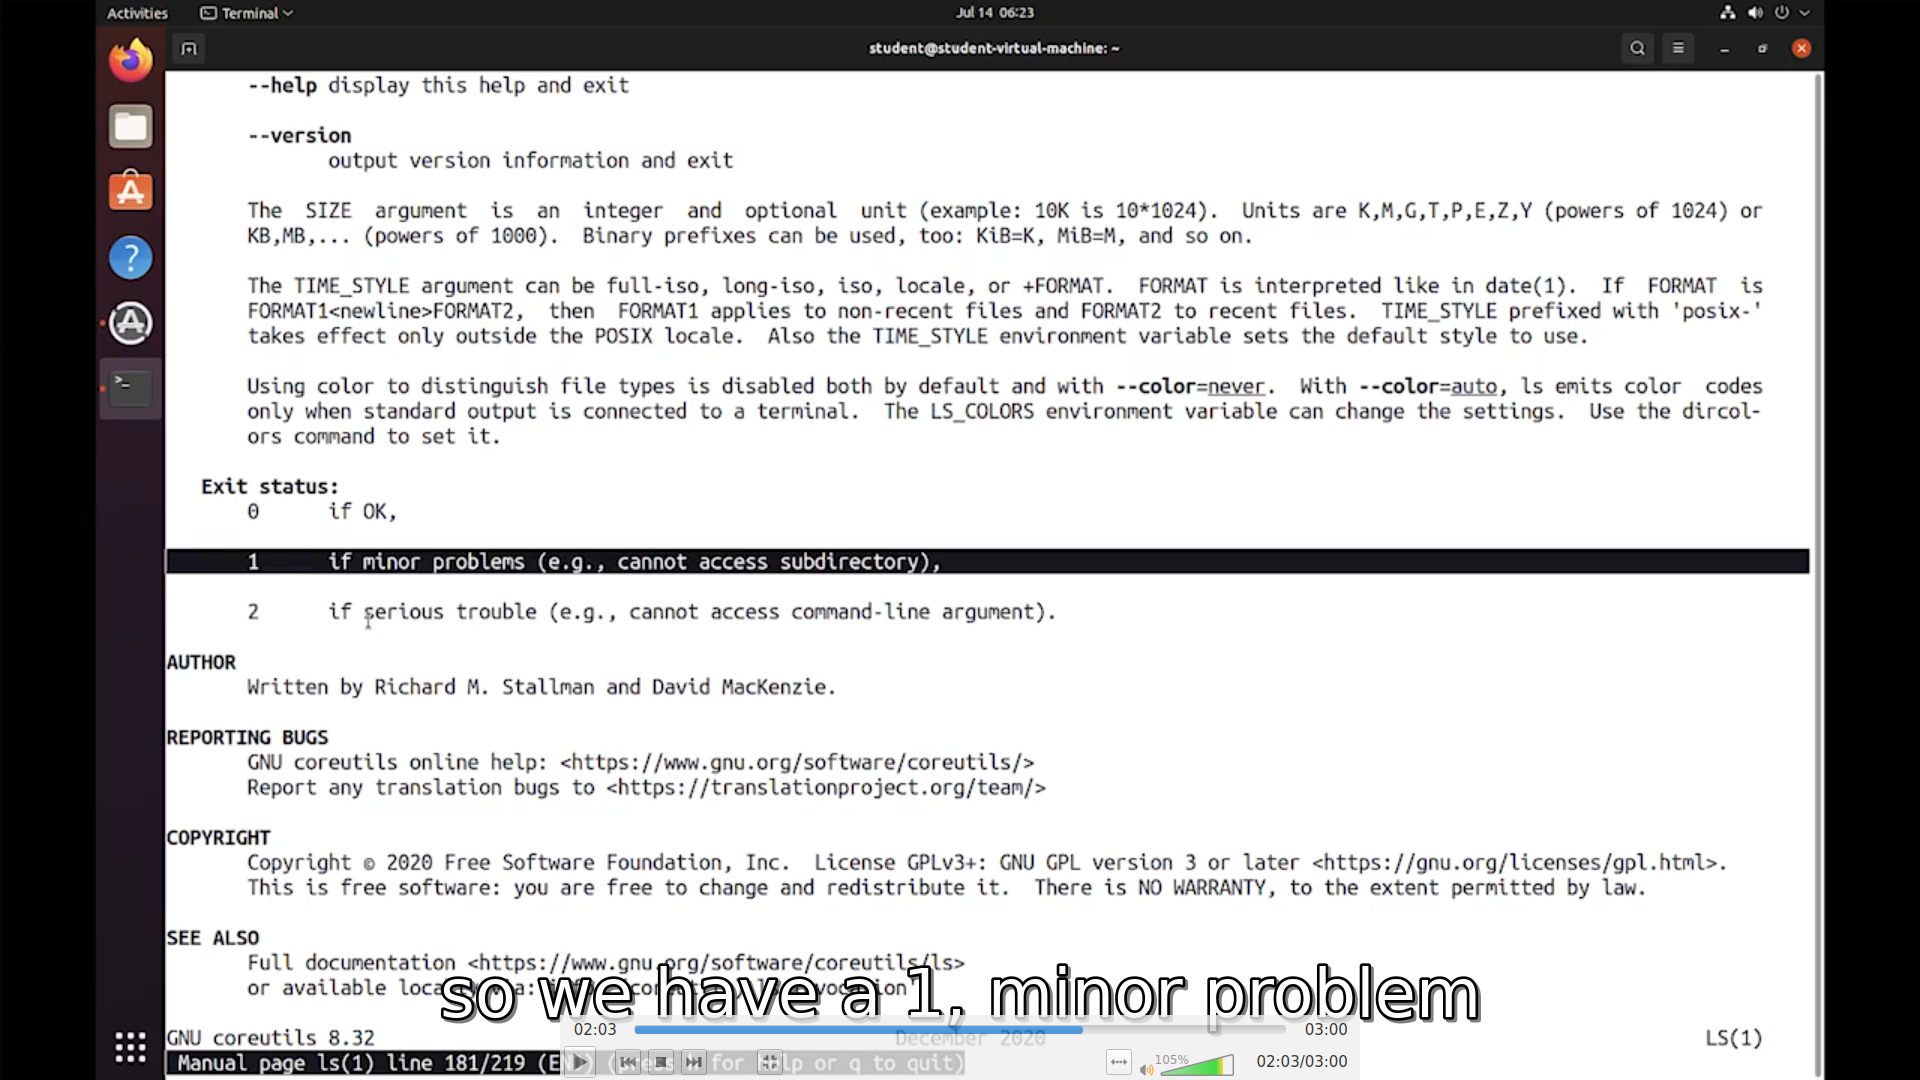 Activities
Terminal
Jul 14 06:23
student@student-virtual-machine: ~
--help display this help and exit
--version
output version information and exit
The SIZE argument is an integer and optional unit (example: 10K is 10*1024). Units are K,M,G,T,P,E,Z,Y (powers of 1024) or
KB,MB,... (powers of 1000). Binary prefixes can be used, too: KiB=K, MiB=M, and so on.
The TIME_STYLE argument can be full-iso, long-iso, iso, locale, or +FORMAT. FORMAT is interpreted like in date(1). If FORMAT is
FORMAT1<newline>FORMAT2, then FORMAT1 applies to non-recent files and FORMAT2 to recent files. TIME_STYLE prefixed with 'posix-'
takes effect only outside the POSIX locale. Also the TIME_STYLE environment variable sets the default style to use.
Using color to distinguish file types is disabled both by default and with --color=never. With --color=auto, ls emits color codes
only when standard output is connected to a terminal. The LS_COLORS environment variable can change the settings. Use the dircol-
ors command to set it.
Exit status:
0 if OK,
1 if minor problems (e.g., cannot access subdirectory),
2 if serious trouble (e.g., cannot access command-line argument).
AUTHOR
Written by Richard M. Stallman and David MacKenzie.
REPORTING BUGS
GNU coreutils online help: <https://www.gnu.org/software/coreutils/>
Report any translation bugs to <https://translationproject.org/team/>
COPYRIGHT
Copyright © 2020 Free Software Foundation, Inc. License GPLv3+: GNU GPL version 3 or later <https://gnu.org/licenses/gpl.html>.
This is free software: you are free to change and redistribute it. There is NO WARRANTY, to the extent permitted by law.
SEE ALSO
Full documentation <https://www.gnu.org/software/coreutils/ls>
or available
so we have a 1, minor problem
02:03
03:00
GNU coreutils 8.32
December 2020
LS(1)
Manual page ls(1) line 181/219 for or q to quit)
105%
02:03/03:00